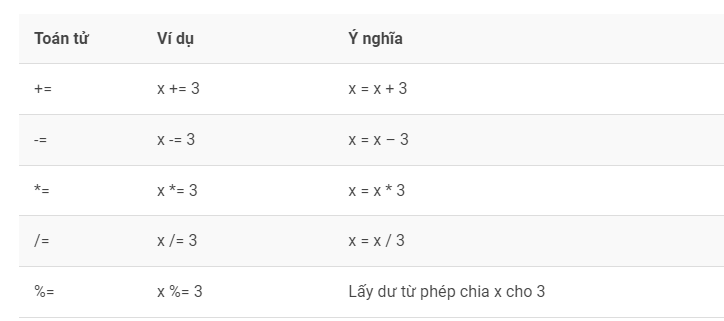 Toán tử Ví dụ Ý nghĩa
+= x += 3 x = x + 3
-= x -= 3 x = x – 3
*= x *= 3 x = x * 3
/= x /= 3 x = x / 3
%= x %= 3 Lấy dư từ phép chia x cho 3